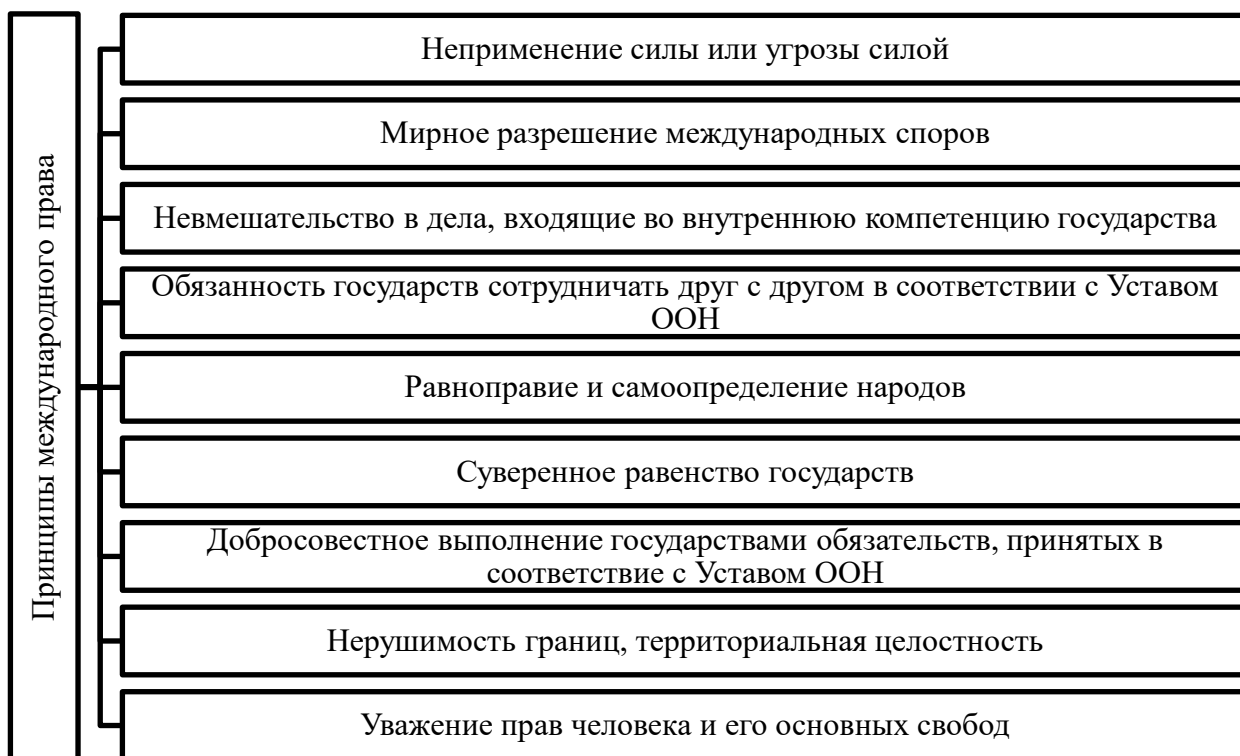 Принципы международного права
Неприменение силы или угрозы силой
Мирное разрешение международных споров
Невмешательство в дела, входящие во внутреннюю компетенцию государства
Обязанность государств сотрудничать друг с другом в соответствии с Уставом
ООН
Равноправие и самоопределение народов
Суверенное равенство государств
Добросовестное выполнение государствами обязательств, принятых в
соответствие с Уставом ООН
Нерушимость границ, территориальная целостность
Уважение прав человека и его основных свобод